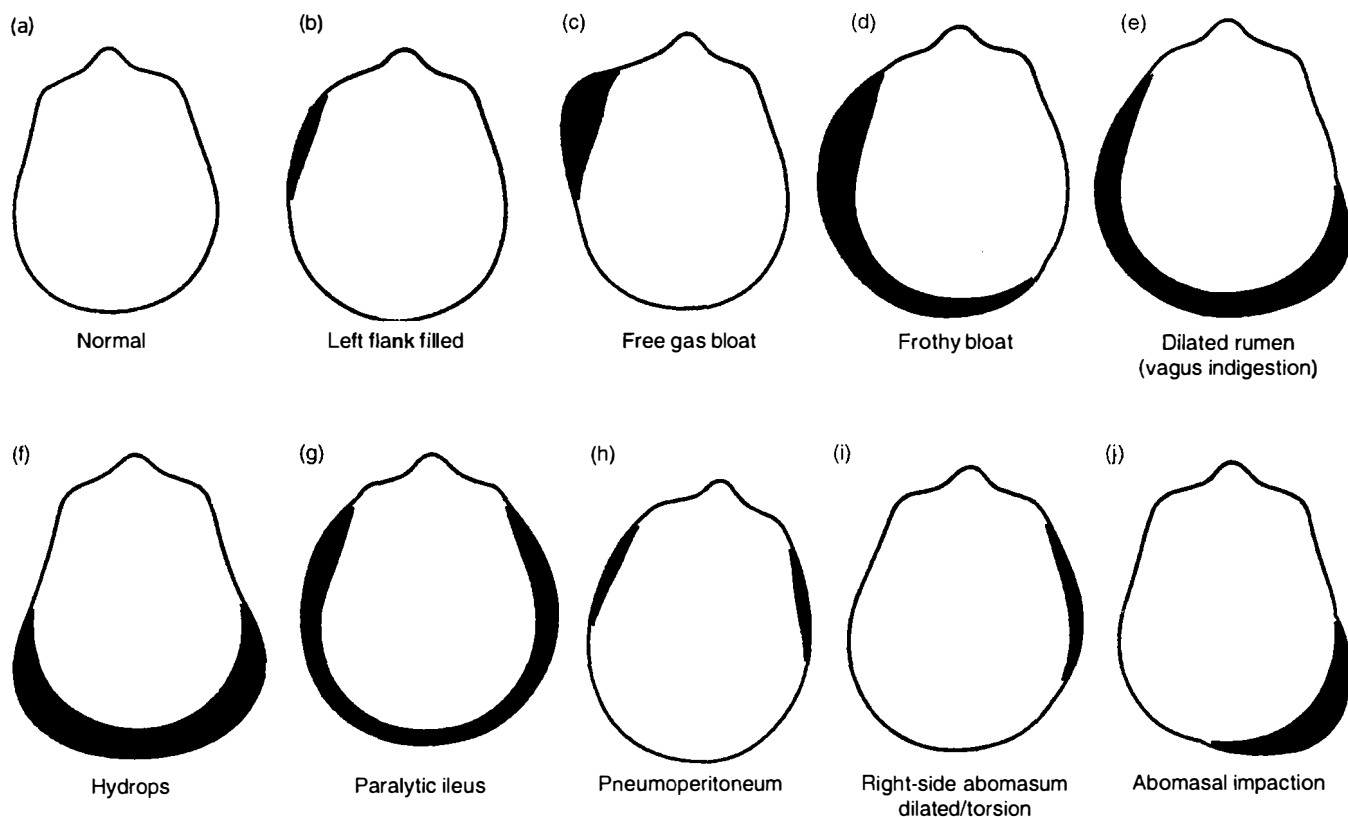 (a)
(b)
(c)
(d)
(e)
Normal
Left flank filled
Free gas bloat
Frothy bloat
Dilated rumen
(vagus indigestion)
(f)
(g)
(h)
(i)
(j)
Hydrops
Paralytic ileus
Pneumoperitoneum
Right-side abomasum
dilated/torsion
Abomasal impaction